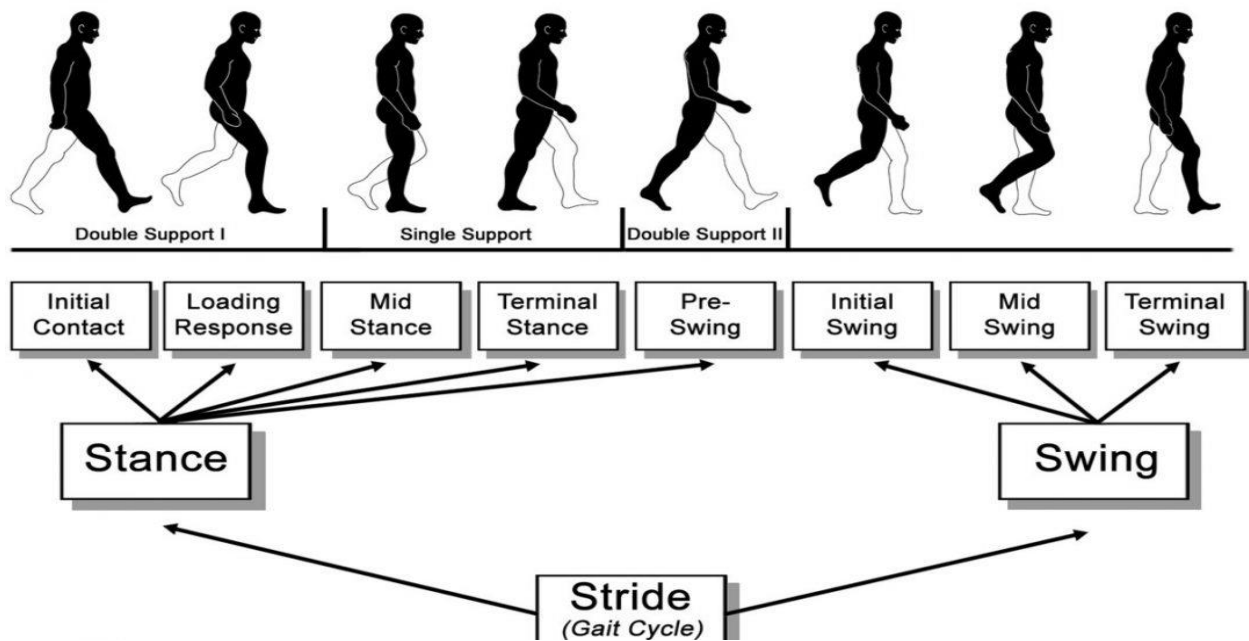 Double Support I Single Support Double Support II
Initial Contact
Loading Response
Mid Stance
Terminal Stance
Pre-Swing
Initial Swing
Mid Swing
Terminal Swing
Stance
Swing
Stride
(Gait Cycle)